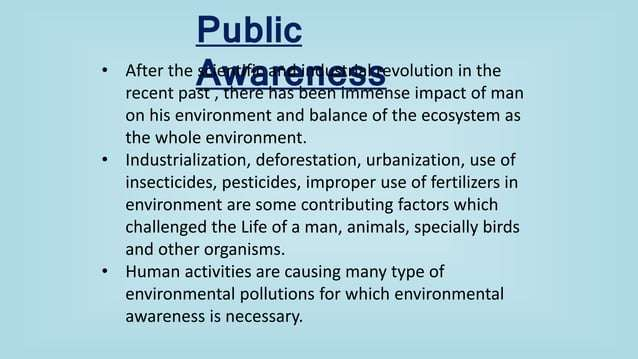 Public
Awareness
• After the scientific and industrial revolution in the
recent past , there has been immense impact of man
on his environment and balance of the ecosystem as
the whole environment.
• Industrialization, deforestation, urbanization, use of
insecticides, pesticides, improper use of fertilizers in
environment are some contributing factors which
challenged the Life of a man, animals, specially birds
and other organisms.
• Human activities are causing many type of
environmental pollutions for which environmental
awareness is necessary.